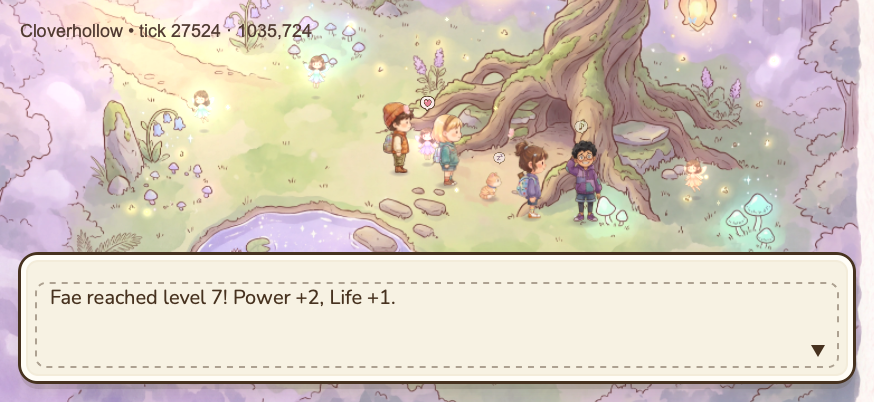 Cloverhollow • tick 27524 · 1035,724
Fae reached level 7! Power +2, Life +1.